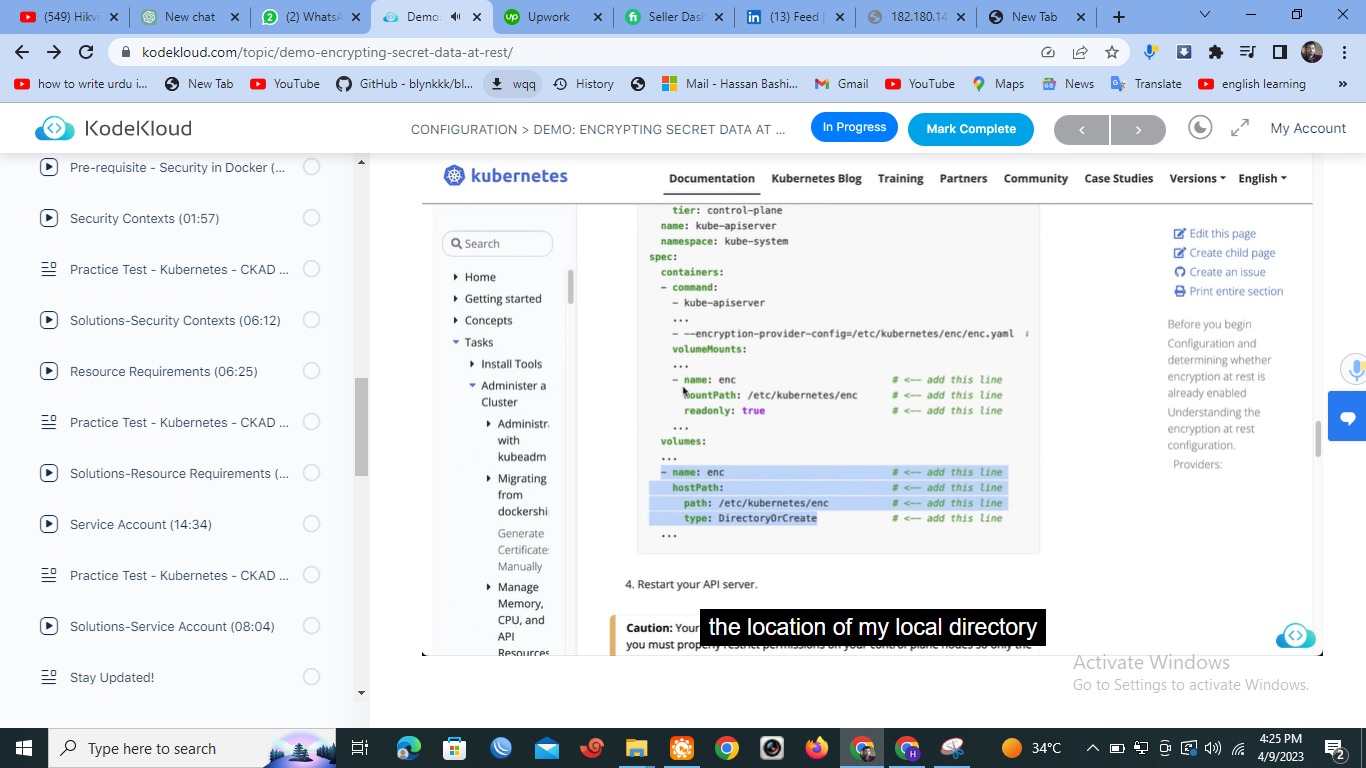 (549) Hikvi
New chat
(2) WhatsA
Demo:
Upwork
Seller Dash
(13) Feed |
182.180.14
New Tab
kodekloud.com/topic/demo-encrypting-secret-data-at-rest/
how to write urdu i...
New Tab
YouTube
GitHub - blynkkk/bl...
wqq
History
Mail - Hassan Bashi...
Gmail
YouTube
Maps
News
Translate
english learning
»
KodeKloud
CONFIGURATION > DEMO: ENCRYPTING SECRET DATA AT ...
In Progress
Mark Complete
My Account
Pre-requisite - Security in Docker (...
Security Contexts (01:57)
Practice Test - Kubernetes - CKAD ...
Solutions-Security Contexts (06:12)
Resource Requirements (06:25)
Practice Test - Kubernetes - CKAD ...
Solutions-Resource Requirements (...
Service Account (14:34)
Practice Test - Kubernetes - CKAD ...
Solutions-Service Account (08:04)
Stay Updated!
kubernetes
Documentation
Kubernetes Blog
Training
Partners
Community
Case Studies
Versions
English
Search
Home
Getting started
Concepts
Tasks
Install Tools
Administer a
Cluster
Administr
with
kubeadm
Migrating
from
dockershi
Generate
Certificate
Manually
Manage
Memory,
CPU, and
API
Resources
tier: control-plane
name: kube-apiserver
namespace: kube-system
spec:
containers:
- command:
- kube-apiserver
...
- --encryption-provider-config=/etc/kubernetes/enc/enc.yaml #
volumeMounts:
...
- name: enc # <-- add this line
mountPath: /etc/kubernetes/enc # <-- add this line
readonly: true # <-- add this line
...
volumes:
...
- name: enc # <-- add this line
hostPath: # <-- add this line
path: /etc/kubernetes/enc # <-- add this line
type: DirectoryOrCreate # <-- add this line
...
4. Restart your API server.
Caution: Your
you must properly restrict permissions on your control plane nodes so only the
the location of my local directory
Edit this page
Create child page
Create an issue
Print entire section
Before you begin
Configuration and
determining whether
encryption at rest is
already enabled
Understanding the
encryption at rest
configuration.
Providers:
Activate Windows
Go to Settings to activate Windows.
Type here to search
34°C
4:25 PM
4/9/2023
2